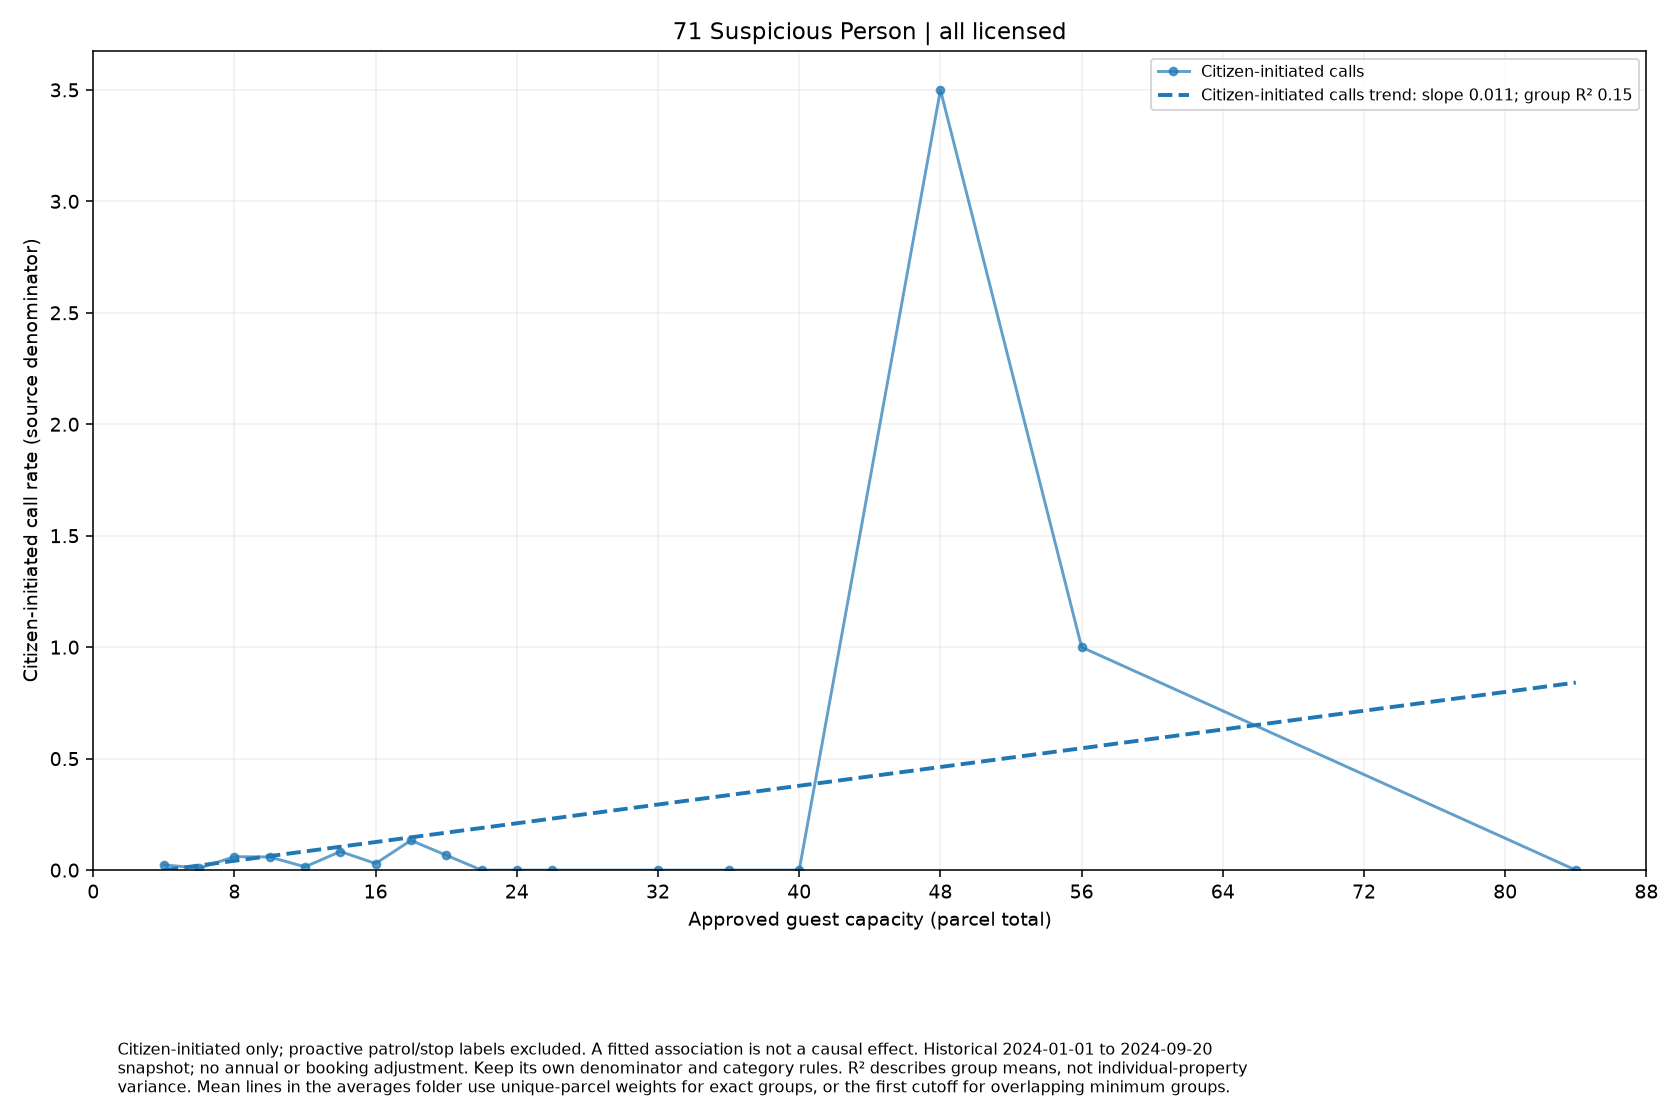 71 Suspicious Person | all licensed
Citizen-initiated calls
Citizen-initiated calls trend: slope 0.011; group R² 0.15
Citizen-initiated call rate (source denominator)
3.5
3.0
2.5
2.0
1.5
1.0
0.5
0.0
0 8 16 24 32 40 48 56 64 72 80 88
Approved guest capacity (parcel total)
Citizen-initiated only; proactive patrol/stop labels excluded. A fitted association is not a causal effect. Historical 2024-01-01 to 2024-09-20
snapshot; no annual or booking adjustment. Keep its own denominator and category rules. R² describes group means, not individual-property
variance. Mean lines in the averages folder use unique-parcel weights for exact groups, or the first cutoff for overlapping minimum groups.